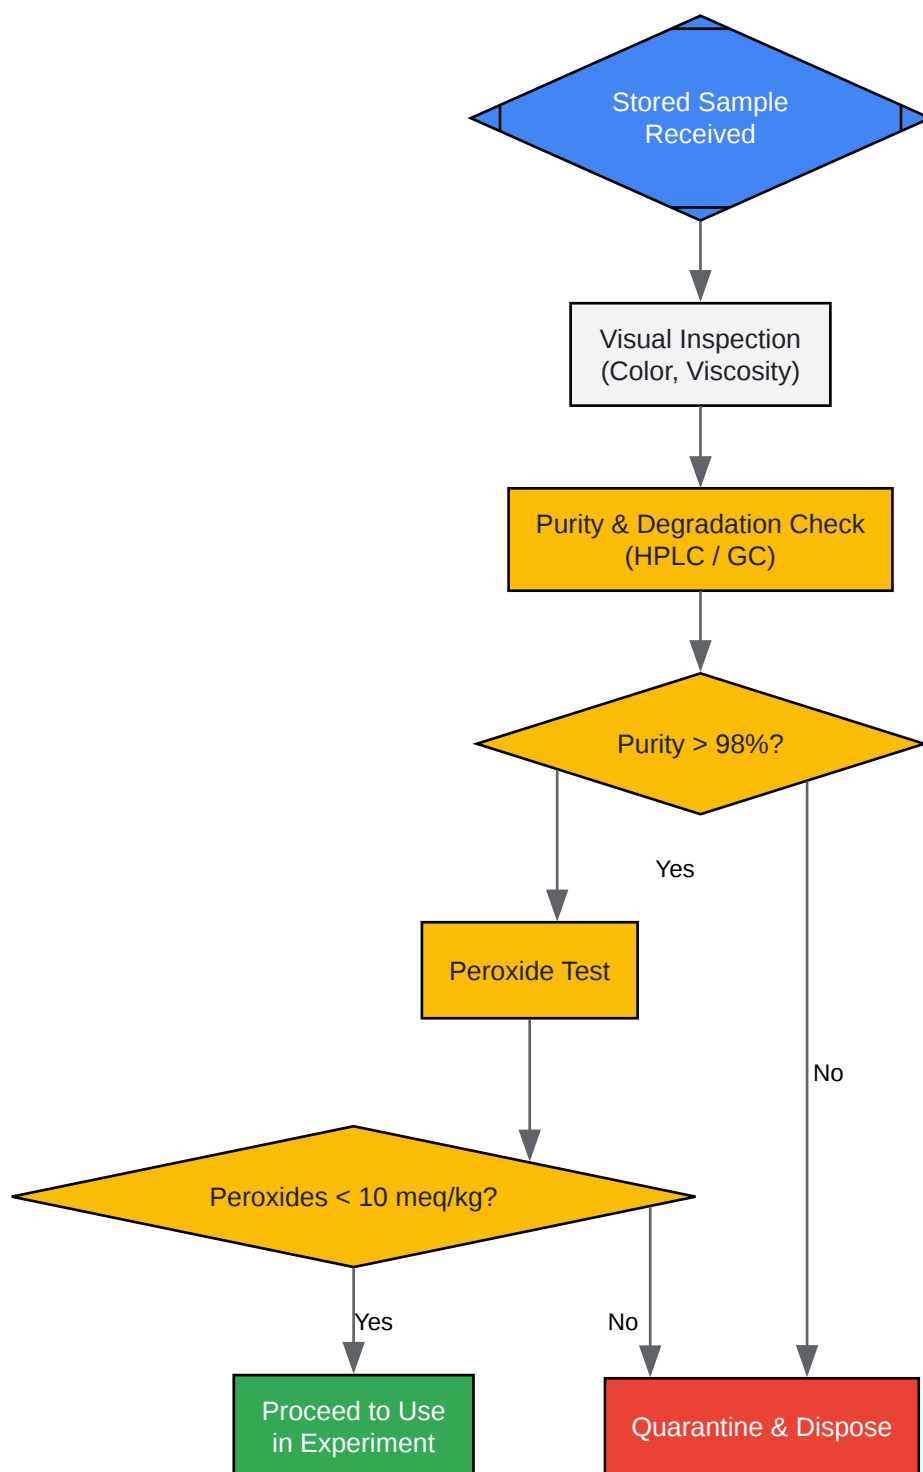 Stored Sample
Received
Visual Inspection
(Color, Viscosity)
Purity & Degradation Check
(HPLC / GC)
Purity > 98%?
Yes
Peroxide Test
No
Peroxides < 10 meq/kg?
Yes
No
Proceed to Use
in Experiment
Quarantine & Dispose